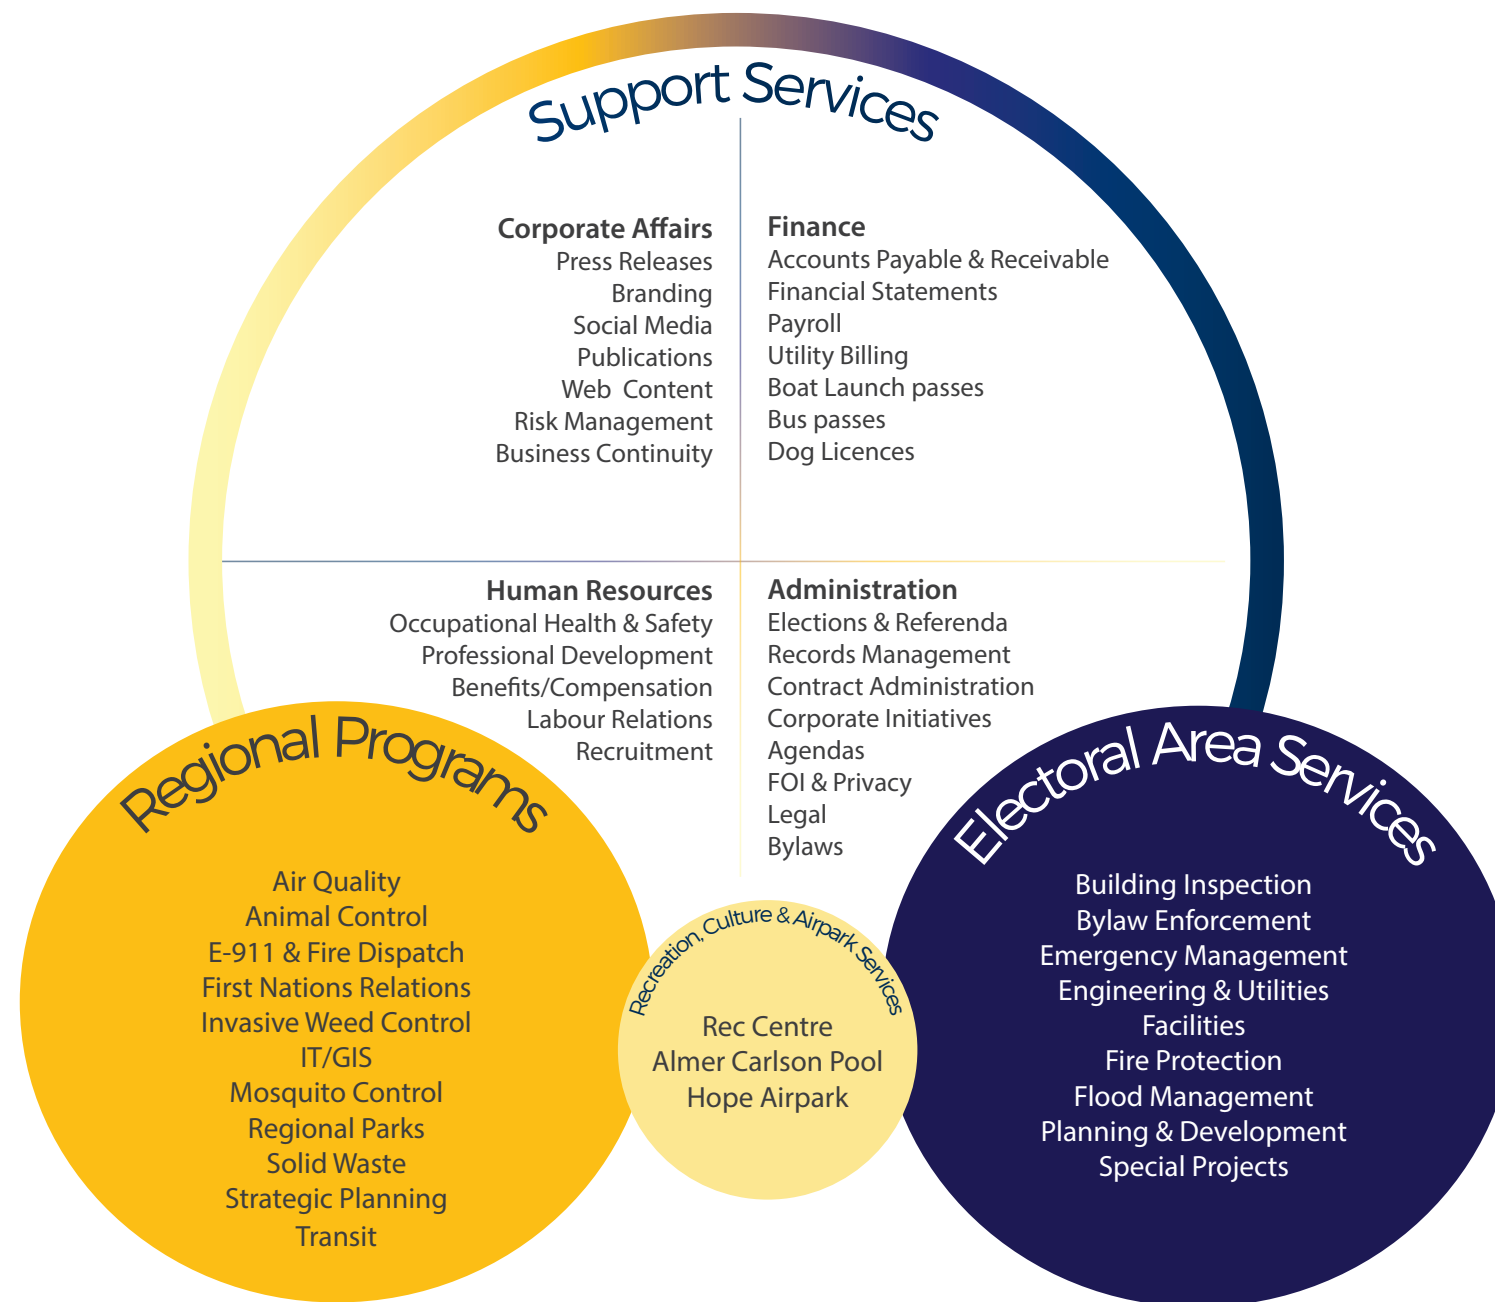 Support Services
Corporate Affairs
Press Releases
Branding
Social Media
Publications
Web Content
Risk Management
Business Continuity
Finance
Accounts Payable & Receivable
Financial Statements
Payroll
Utility Billing
Boat Launch passes
Bus passes
Dog Licences
Human Resources
Occupational Health & Safety
Professional Development
Benefits/Compensation
Labour Relations
Recruitment
Administration
Elections & Referenda
Records Management
Contract Administration
Corporate Initiatives
Agendas
FOI & Privacy
Legal
Bylaws
Regional Programs
Air Quality
Animal Control
E-911 & Fire Dispatch
First Nations Relations
Invasive Weed Control
IT/GIS
Mosquito Control
Regional Parks
Solid Waste
Strategic Planning
Transit
Recreation, Culture & Airpark Services
Rec Centre
Almer Carlson Pool
Hope Airpark
Electoral Area Services
Building Inspection
Bylaw Enforcement
Emergency Management
Engineering & Utilities
Facilities
Fire Protection
Flood Management
Planning & Development
Special Projects